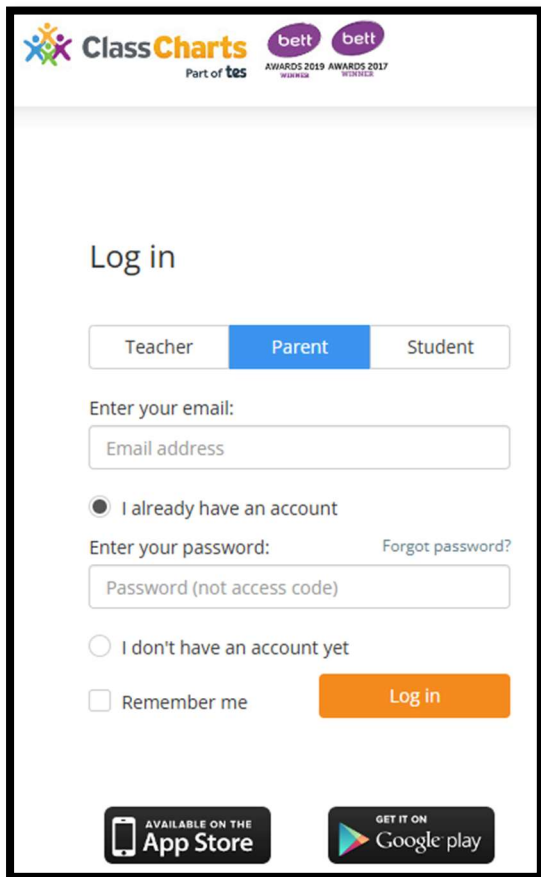 ClassCharts
Part of tes
bett bett
AWARDS 2019 AWARDS 2017
WINNER WINNER
Log in
Teacher Parent Student
Enter your email:
Email address
I already have an account
Enter your password: Forgot password?
Password (not access code)
I don't have an account yet
Remember me Log in
AVAILABLE ON THE GET IT ON
App Store Google play